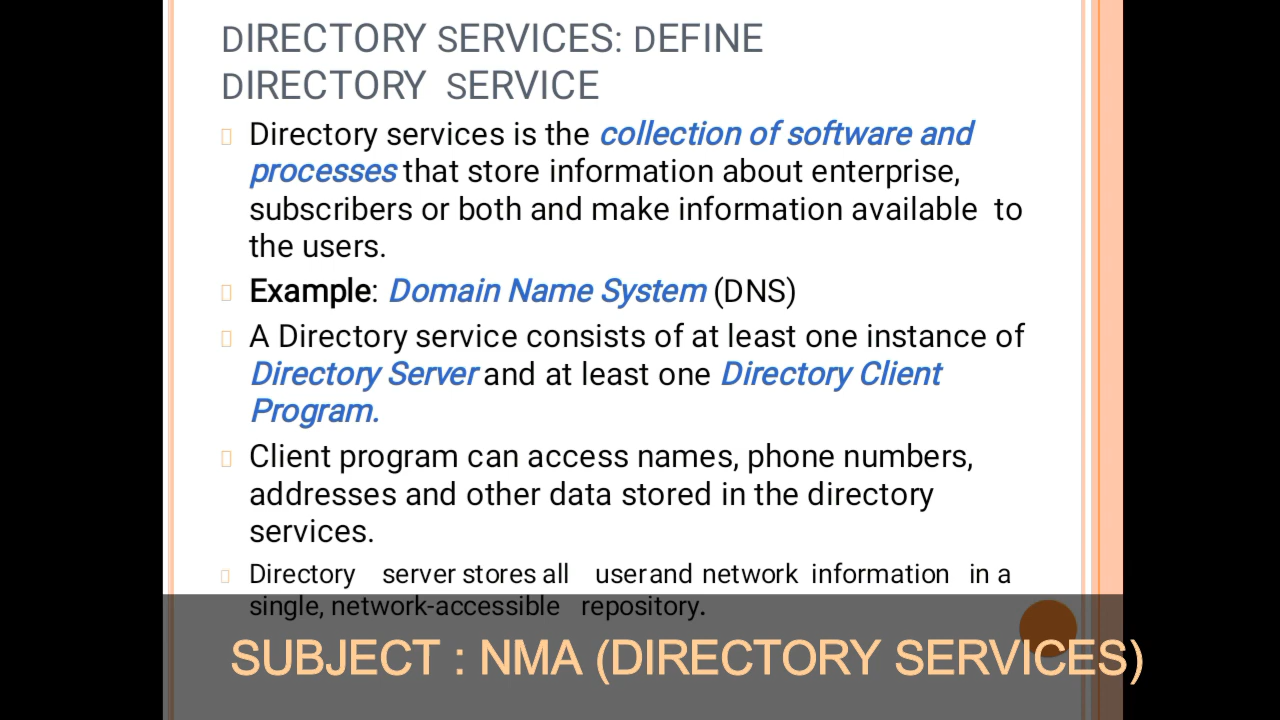 DIRECTORY SERVICES: DEFINE
DIRECTORY SERVICE
Directory services is the collection of software and
processes that store information about enterprise,
subscribers or both and make information available to
the users.
Example: Domain Name System (DNS)
A Directory service consists of at least one instance of
Directory Server and at least one Directory Client
Program.
Client program can access names, phone numbers,
addresses and other data stored in the directory
services.
Directory server stores all userand network information in a
single, network-accessible repository.
SUBJECT : NMA (DIRECTORY SERVICES)